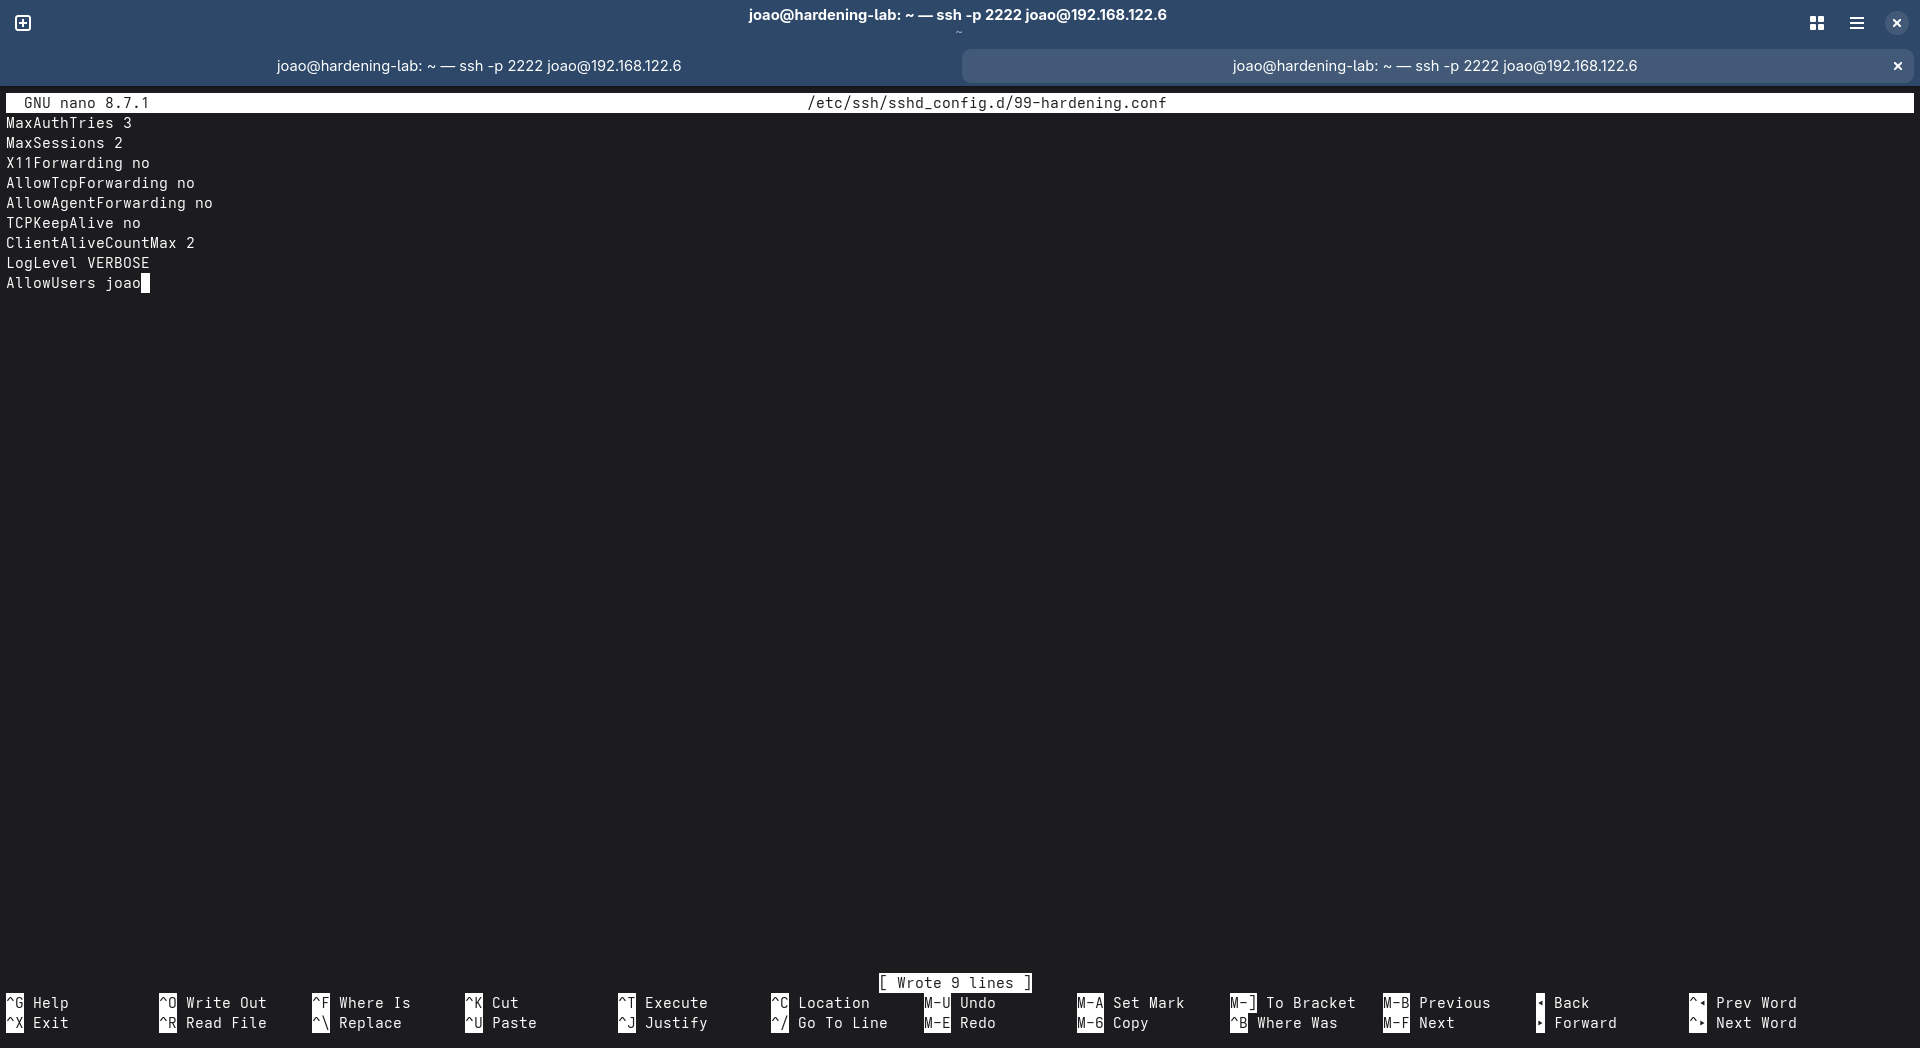 joao@hardening-lab: ~ — ssh -p 2222 joao@192.168.122.6
~
joao@hardening-lab: ~ — ssh -p 2222 joao@192.168.122.6
joao@hardening-lab: ~ — ssh -p 2222 joao@192.168.122.6
GNU nano 8.7.1 /etc/ssh/sshd_config.d/99-hardening.conf
MaxAuthTries 3
MaxSessions 2
X11Forwarding no
AllowTcpForwarding no
AllowAgentForwarding no
TCPKeepAlive no
ClientAliveCountMax 2
LogLevel VERBOSE
AllowUsers joao
[ Wrote 9 lines ]
^G Help ^O Write Out ^F Where Is ^K Cut ^T Execute ^C Location M-U Undo M-A Set Mark M-] To Bracket M-B Previous ◂ Back ^◂ Prev Word
^X Exit ^R Read File ^\ Replace ^U Paste ^J Justify ^/ Go To Line M-E Redo M-6 Copy ^B Where Was M-F Next ▸ Forward ^▸ Next Word